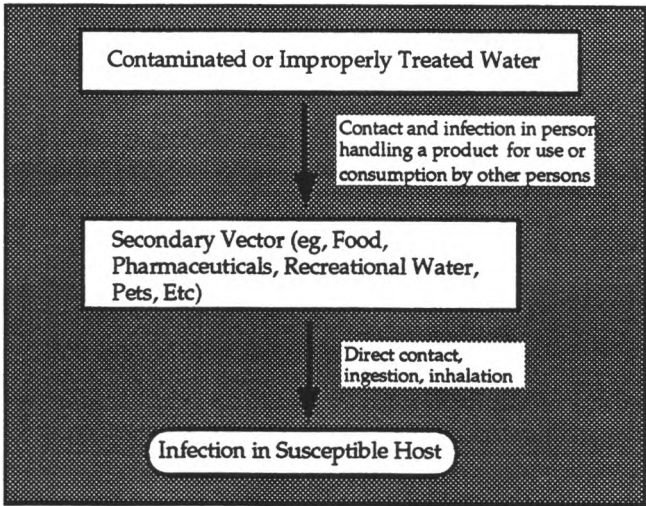 Contaminated or Improperly Treated Water
Contact and infection in person
handling a product for use or
consumption by other persons
Secondary Vector (eg, Food,
Pharmaceuticals, Recreational Water,
Pets, Etc)
Direct contact,
ingestion, inhalation
Infection in Susceptible Host